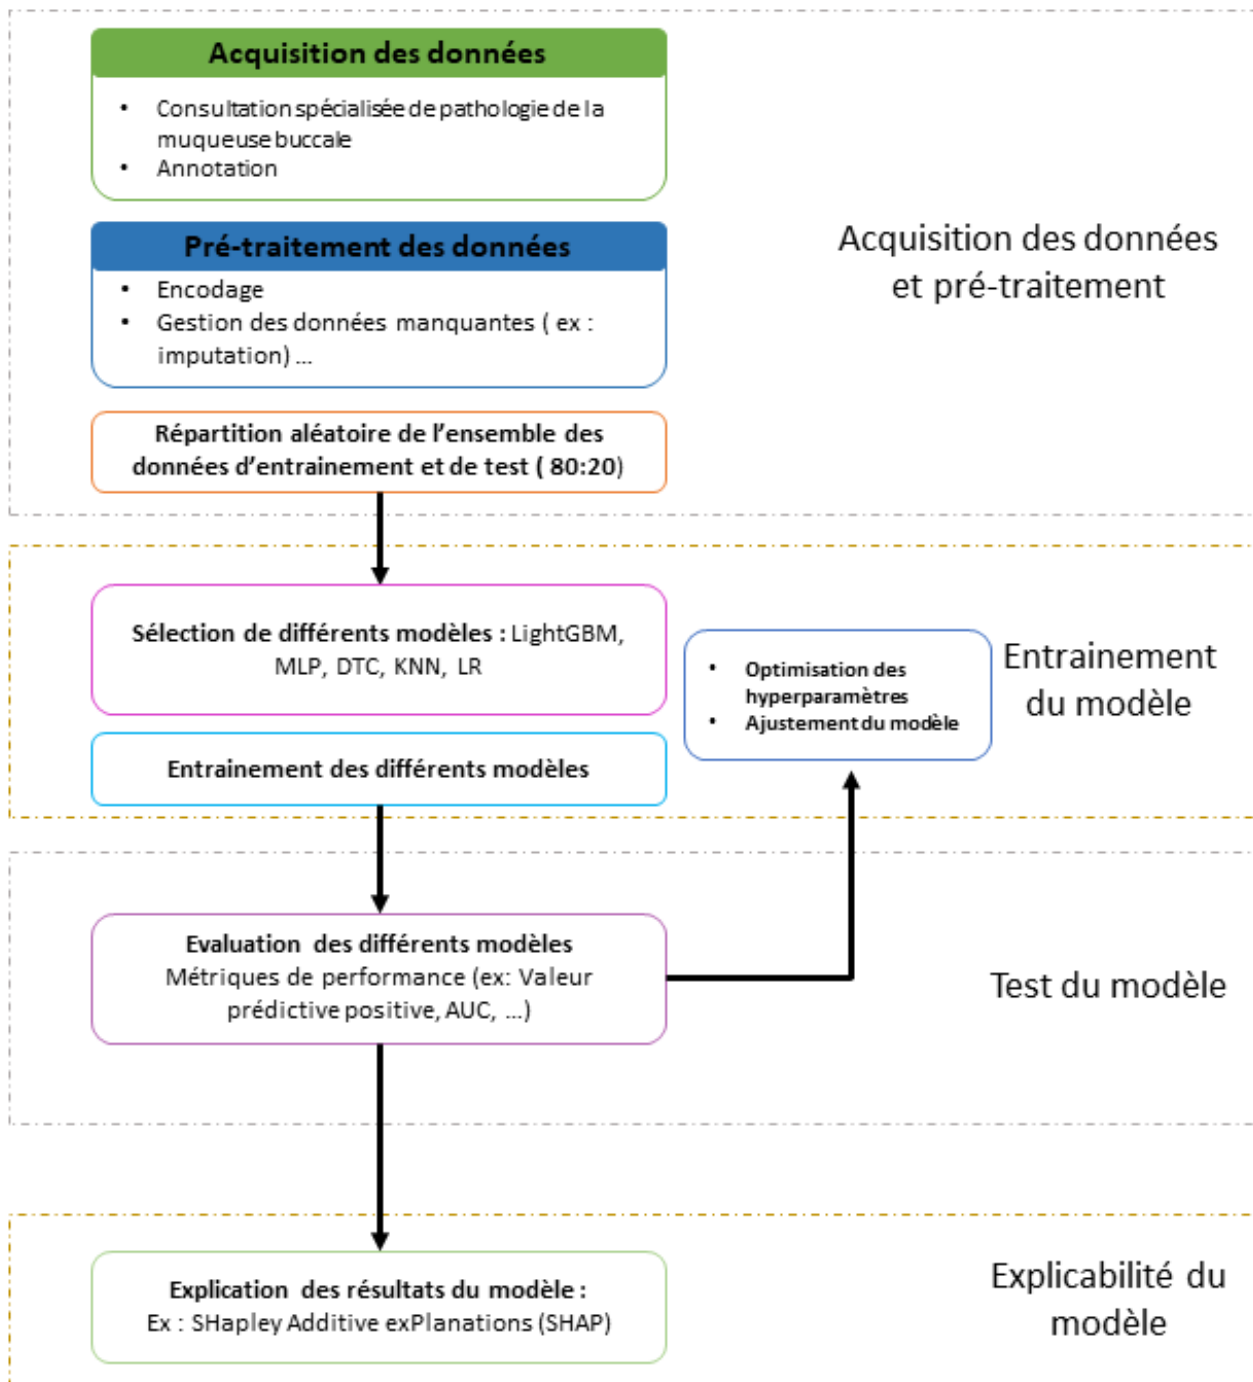 Acquisition des données
• Consultation spécialisée de pathologie de la
muqueuse buccale
• Annotation
Pré-traitement des données
• Encodage
• Gestion des données manquantes ( ex :
imputation) ...
Répartition aléatoire de l’ensemble des
données d’entrainement et de test ( 80:20)
Acquisition des données
et pré-traitement
Sélection de différents modèles : LightGBM,
MLP, DTC, KNN, LR
Entrainement des différents modèles
• Optimisation des
hyperparamètres
• Ajustement du modèle
Entrainement
du modèle
Evaluation des différents modèles
Métriques de performance (ex: Valeur
prédictive positive, AUC, ...)
Test du modèle
Explication des résultats du modèle :
Ex : SHapley Additive exPlanations (SHAP)
Explicabilité du
modèle